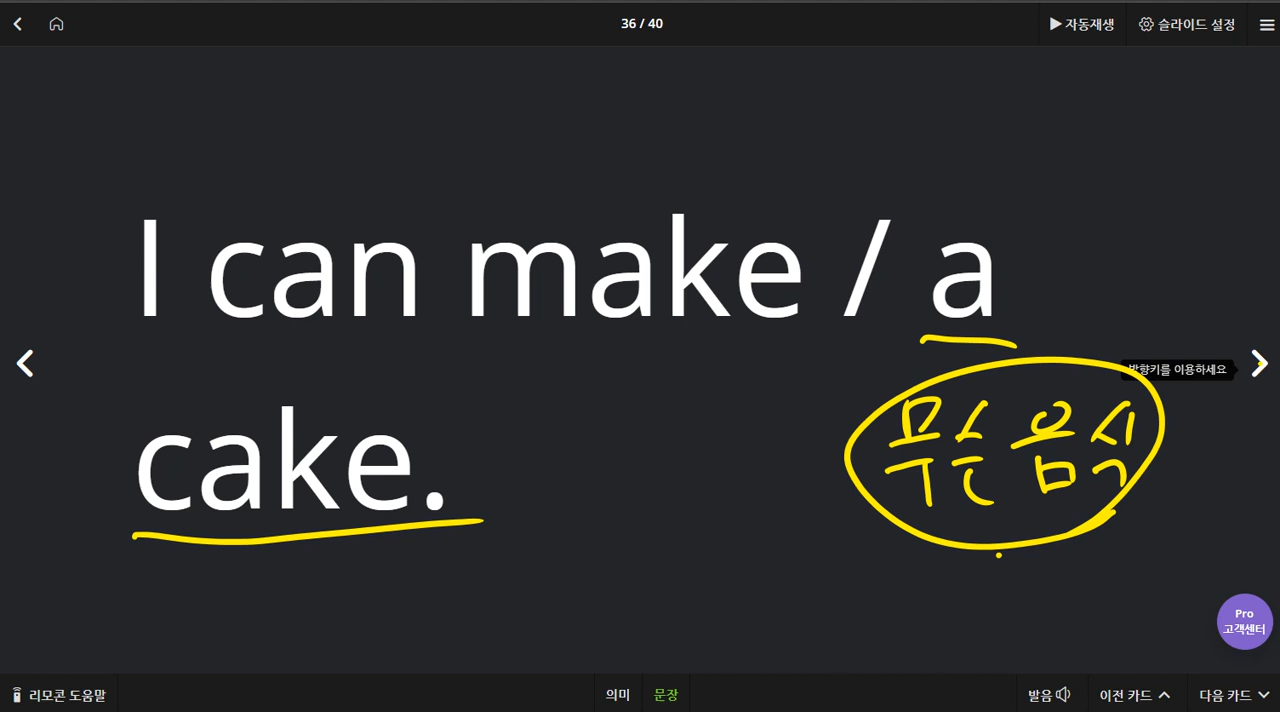 36 / 40
자동재생
슬라이드 설정
I can make / a
cake.
방향키를 이용하세요
무슨 음식
Pro
고객센터
리모콘 도움말
의미
문장
발음
이전 카드
다음 카드